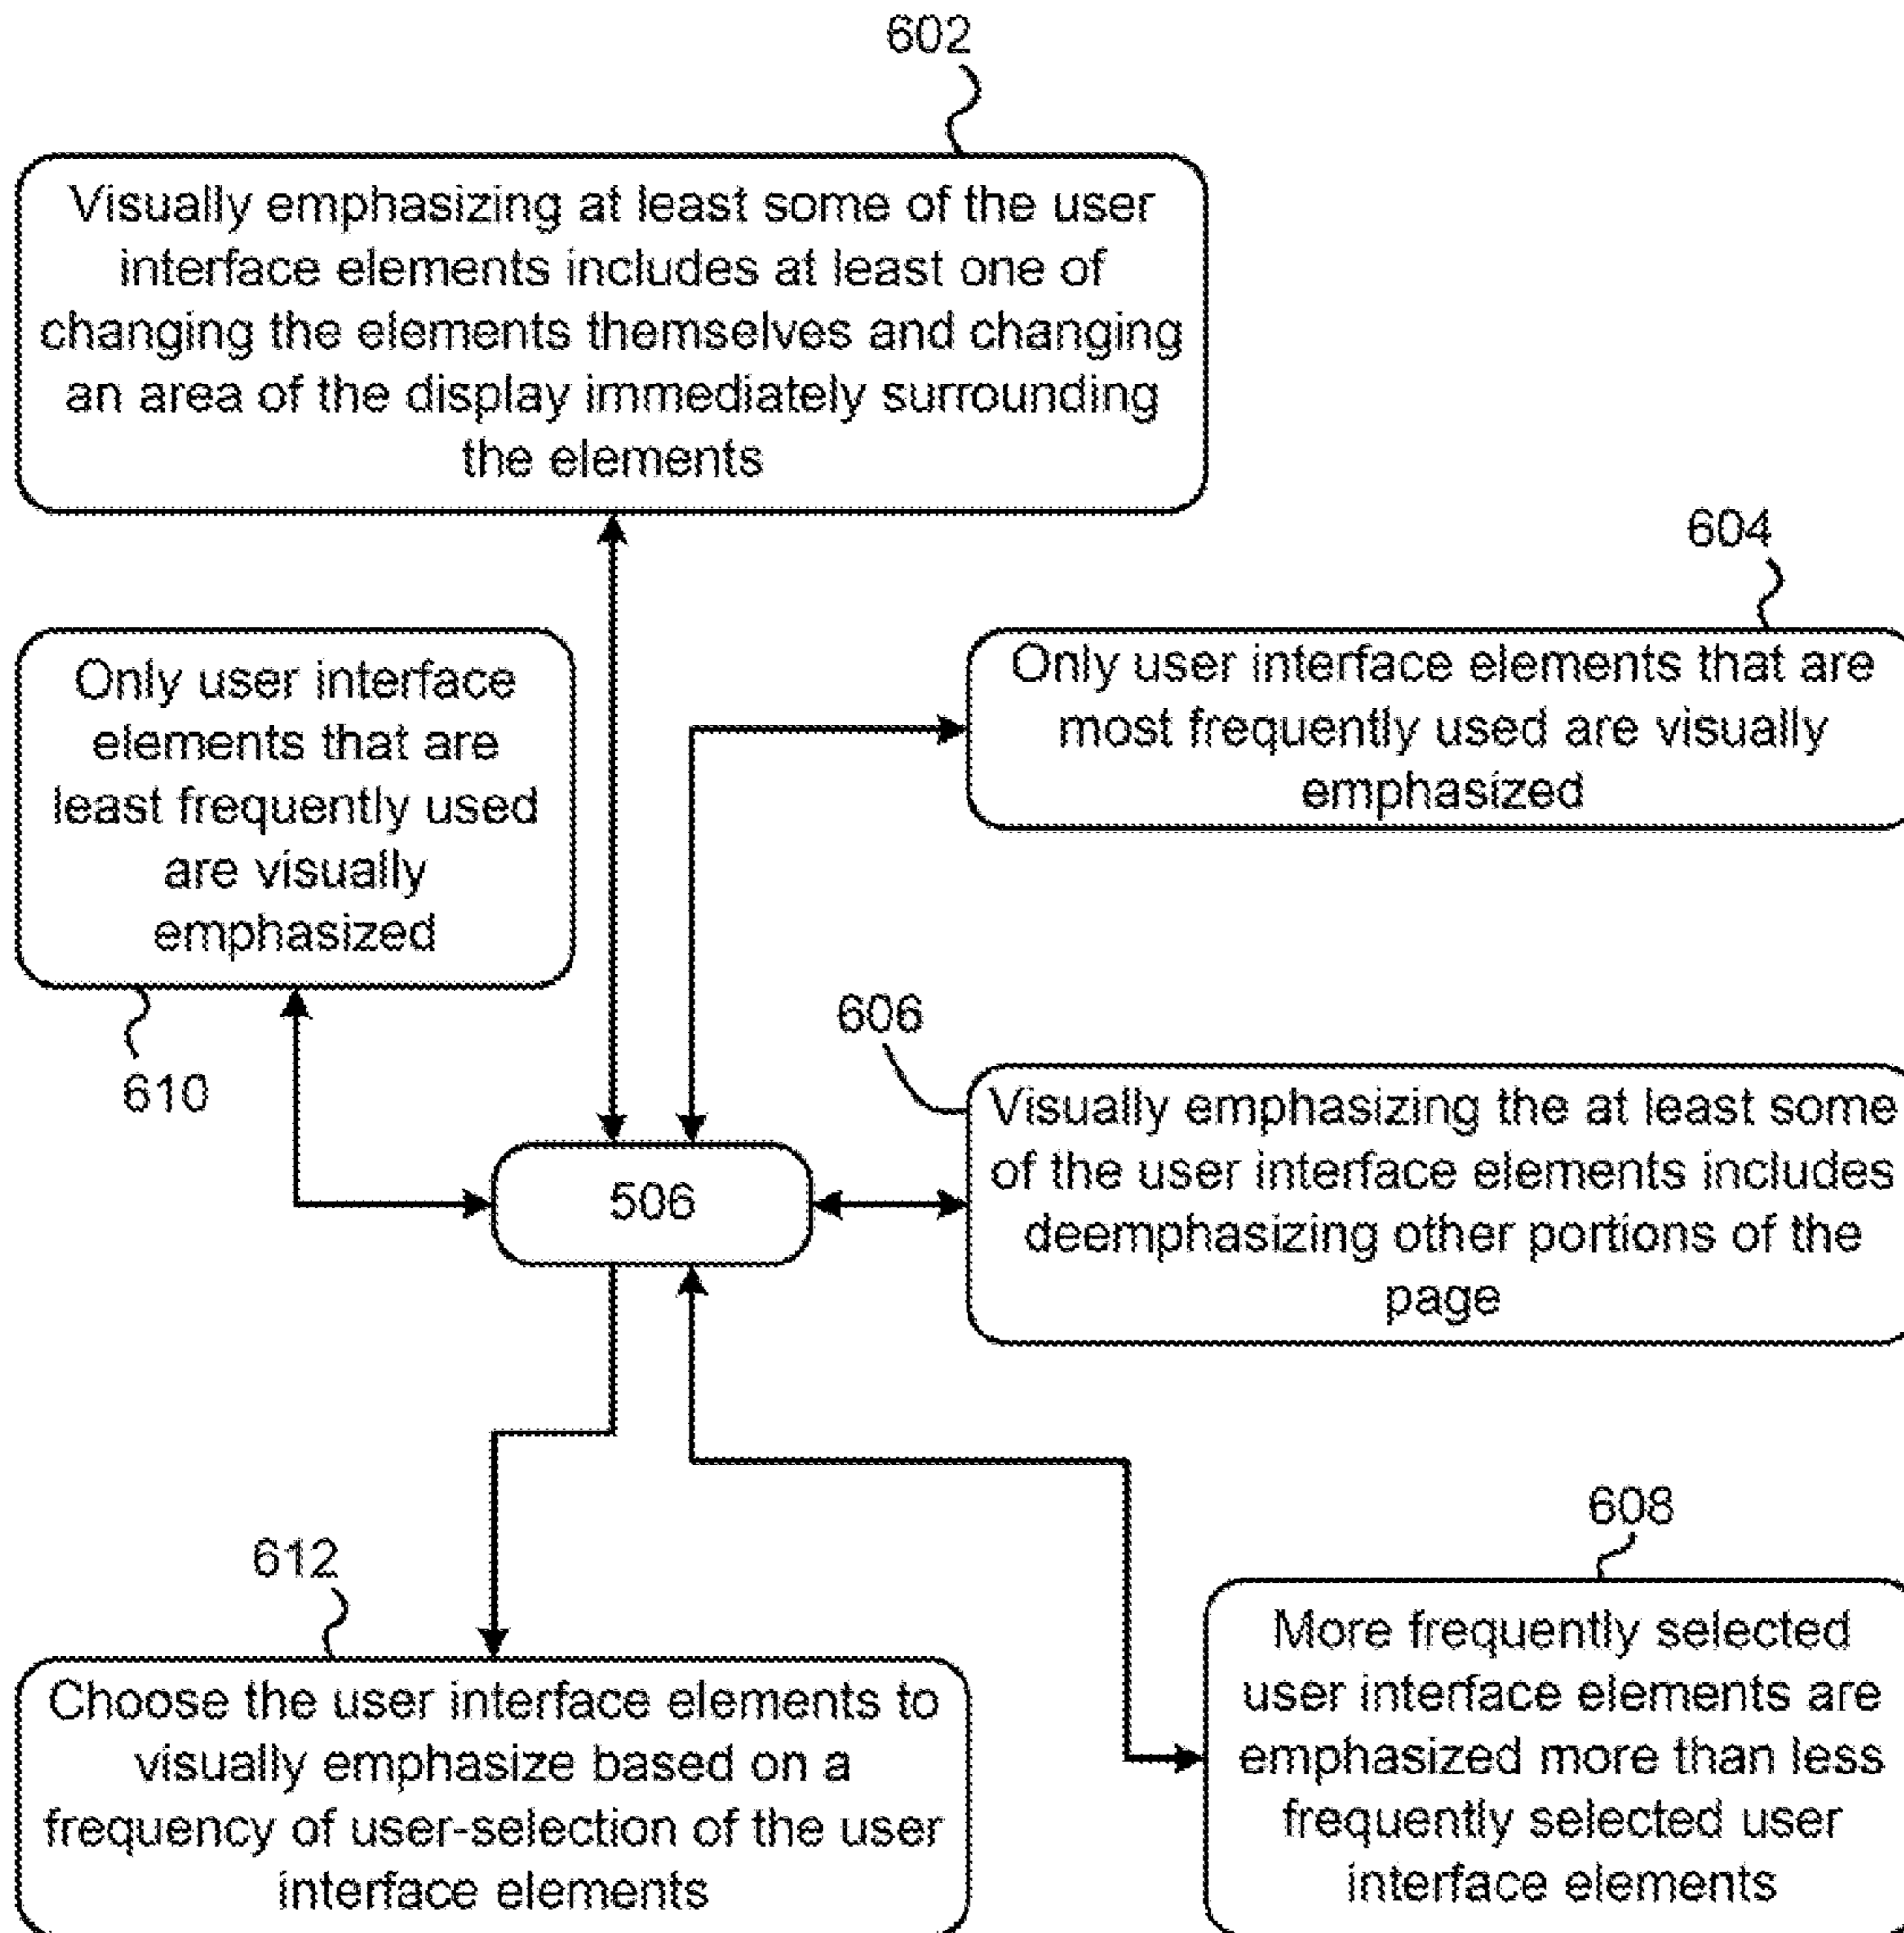 602
Visually emphasizing at least some of the user
interface elements includes at least one of
changing the elements themselves and changing
an area of the display immediately surrounding
the elements
604
Only user interface elements that are
most frequently used are visually
emphasized
Only user interface
elements that are
least frequently used
are visually
emphasized
610
606
Visually emphasizing the at least some
of the user interface elements includes
deemphasizing other portions of the
page
506
612
Choose the user interface elements to
visually emphasize based on a
frequency of user-selection of the user
interface elements
608
More frequently selected
user interface elements are
emphasized more than less
frequently selected user
interface elements